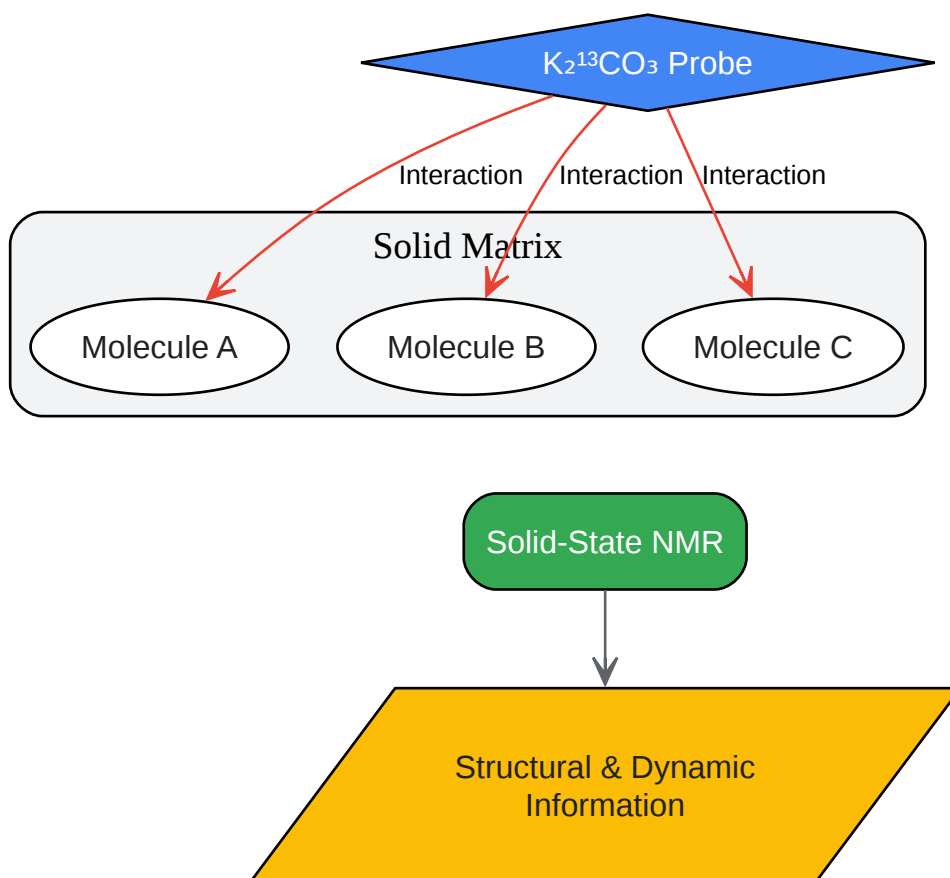 K₂¹³CO₃ Probe
Interaction Interaction Interaction
Solid Matrix
Molecule A Molecule B Molecule C
Solid-State NMR
Structural & Dynamic
Information